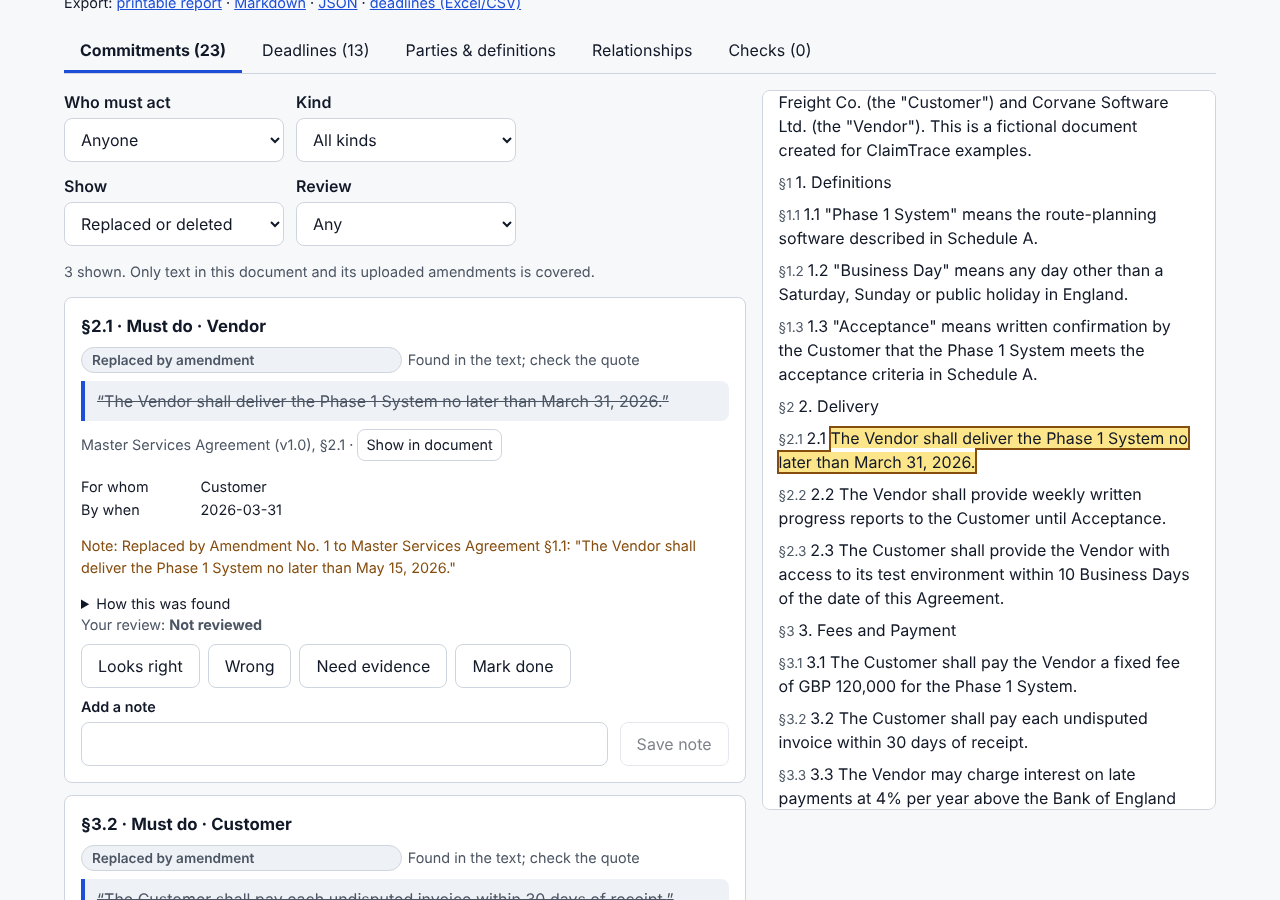 Export: printable report · Markdown · JSON · deadlines (Excel/CSV)
Commitments (23) Deadlines (13) Parties & definitions Relationships Checks (0)
Who must act Kind
Anyone All kinds
Show Review
Replaced or deleted Any
3 shown. Only text in this document and its uploaded amendments is covered.
§2.1 · Must do · Vendor
Replaced by amendment Found in the text; check the quote
“The Vendor shall deliver the Phase 1 System no later than March 31, 2026.”
Master Services Agreement (v1.0), §2.1 · Show in document
For whom Customer
By when 2026-03-31
Note: Replaced by Amendment No. 1 to Master Services Agreement §1.1: "The Vendor shall
deliver the Phase 1 System no later than May 15, 2026."
How this was found
Your review: Not reviewed
Looks right Wrong Need evidence Mark done
Add a note
Save note
§3.2 · Must do · Customer
Replaced by amendment Found in the text; check the quote
“The Customer shall pay each undisputed invoice within 30 days of receipt.”
Freight Co. (the "Customer") and Corvane Software
Ltd. (the "Vendor"). This is a fictional document
created for ClaimTrace examples.
§1 1. Definitions
§1.1 1.1 "Phase 1 System" means the route-planning
software described in Schedule A.
§1.2 1.2 "Business Day" means any day other than a
Saturday, Sunday or public holiday in England.
§1.3 1.3 "Acceptance" means written confirmation by
the Customer that the Phase 1 System meets the
acceptance criteria in Schedule A.
§2 2. Delivery
§2.1 2.1 The Vendor shall deliver the Phase 1 System no
later than March 31, 2026.
§2.2 2.2 The Vendor shall provide weekly written
progress reports to the Customer until Acceptance.
§2.3 2.3 The Customer shall provide the Vendor with
access to its test environment within 10 Business Days
of the date of this Agreement.
§3 3. Fees and Payment
§3.1 3.1 The Customer shall pay the Vendor a fixed fee
of GBP 120,000 for the Phase 1 System.
§3.2 3.2 The Customer shall pay each undisputed
invoice within 30 days of receipt.
§3.3 3.3 The Vendor may charge interest on late
payments at 4% per year above the Bank of England